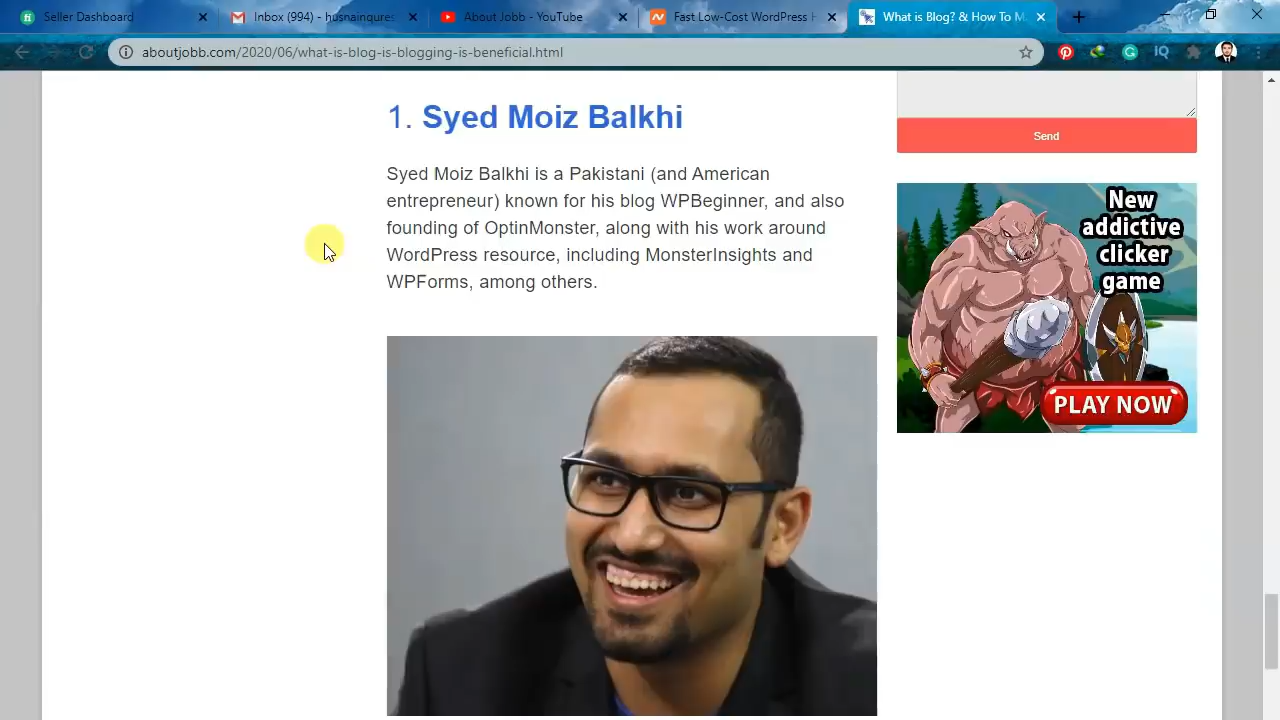 Seller Dashboard
Inbox (994) - husnainqures
About Jobb - YouTube
Fast Low-Cost WordPress H
What is Blog? & How To M
aboutjobb.com/2020/06/what-is-blog-is-blogging-is-beneficial.html
1. Syed Moiz Balkhi
Syed Moiz Balkhi is a Pakistani (and American
entrepreneur) known for his blog WPBeginner, and also
founding of OptinMonster, along with his work around
WordPress resource, including MonsterInsights and
WPForms, among others.
Send
New
addictive
clicker
game
PLAY NOW